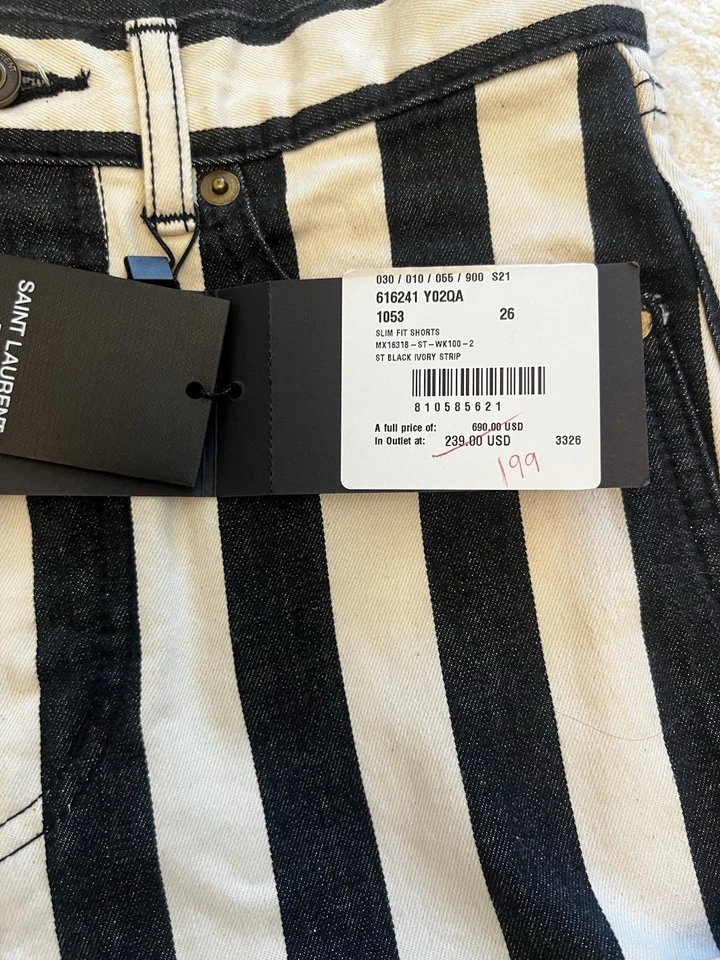 SAINT LAURENT
030 / 010 / 055 / 900 S21
616241 Y02QA
1053 26
SLIM FIT SHORTS
MX16318-ST-WK100-2
ST BLACK IVORY STRIP
810585621
A full price of: 690.00 USD
In Outlet at: 239.00 USD 3326
199